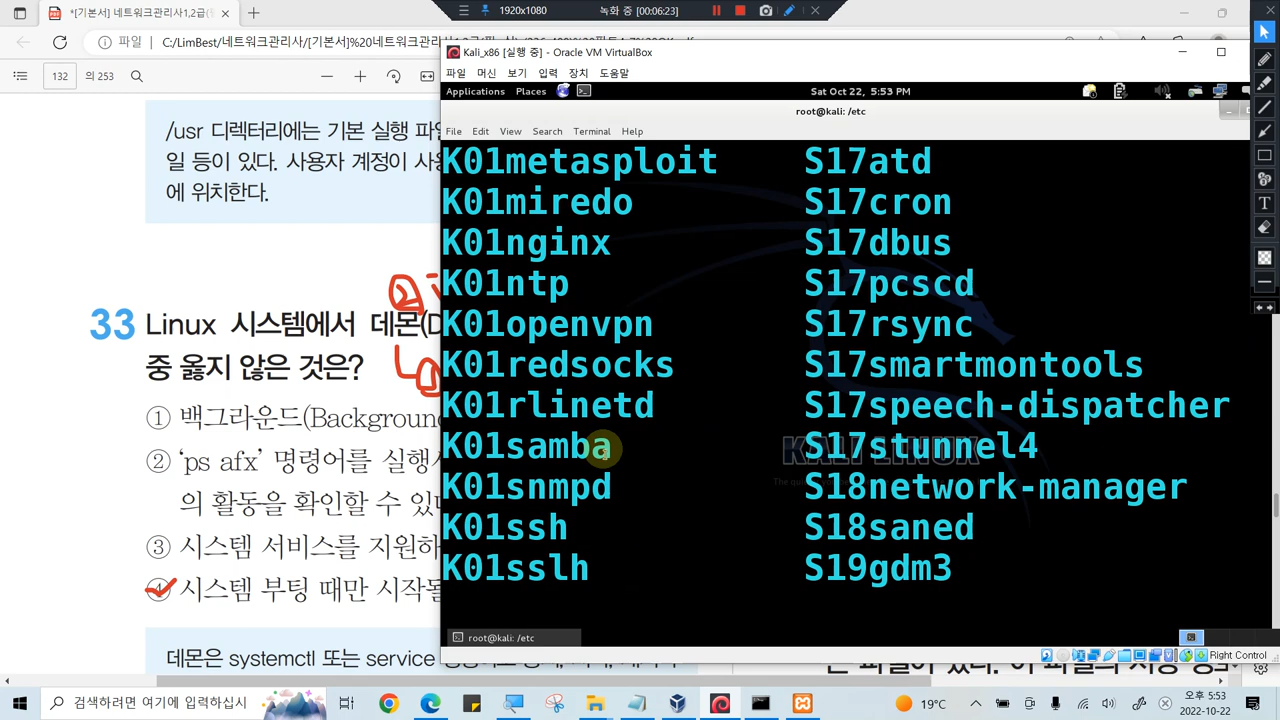 *[기본서] 네트워크관리사1,2급(
1920x1080
녹화 중 [00:06:23]
파일
C:/LimBest/네트워크관리사/[기본서]%20네트워크관리
132
의 253
Kali_x86 [실행 중] - Oracle VM VirtualBox
파일 머신 보기 입력 장치 도움말
Applications Places
Sat Oct 22, 5:53 PM
root@kali: /etc
File Edit View Search Terminal Help
K01metasploit S17atd
K01miredo S17cron
K01nginx S17dbus
K01ntp S17pcscd
K01openvpn S17rsync
K01redsocks S17smartmontools
K01rlinetd S17speech-dispatcher
K01samba S17stunnel4
K01snmpd S18network-manager
K01ssh S18saned
K01sslh S19gdm3
KALI LINUX
root@kali: /etc
Right Control
/usr 디렉터리에는 기본 실행 파
일 등이 있다. 사용자 계정이 사용
에 위치한다.
33 Linux 시스템에서 데몬(D
중 옳지 않은 것은?
① 백그라운드(Background
② ‘ps afx’ 명령어를 실행시
의 활동을 확인할 수 있
③ 시스템 서비스를 지원하
④ 시스템 부팅 때만 시작될
데몬은 systemctl 또는 service
검색하려면 여기에 입력하십시
19°C
오후 5:53
2022-10-22